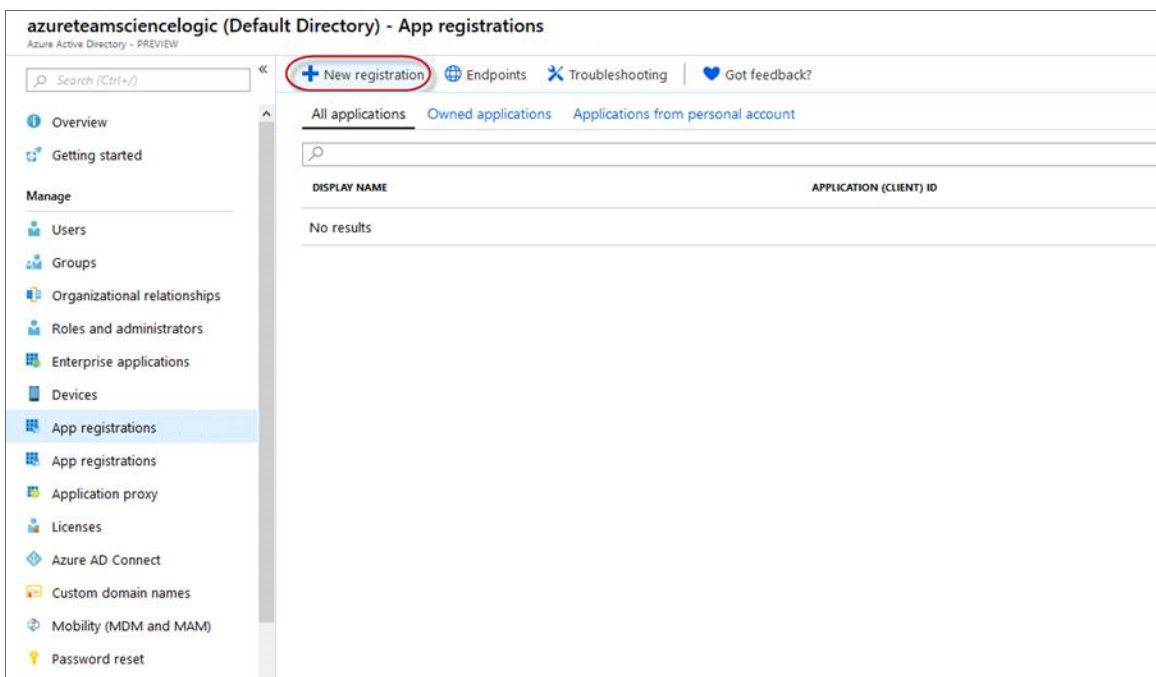 azureteamsciencelogic (Default Directory) - App registrations
Azure Active Directory - PREVIEW
Search (Ctrl+/)
«
New registration
Endpoints
Troubleshooting
Got feedback?
Overview
Getting started
Manage
Users
Groups
Organizational relationships
Roles and administrators
Enterprise applications
Devices
App registrations
App registrations
Application proxy
Licenses
Azure AD Connect
Custom domain names
Mobility (MDM and MAM)
Password reset
All applications
Owned applications
Applications from personal account
DISPLAY NAME
APPLICATION (CLIENT) ID
No results